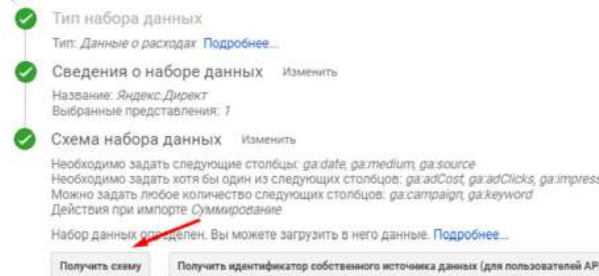 Тип набора данных
Тип: Данные о расходах Подробнее...
Сведения о наборе данных Изменить
Название: Яндекс.Директ
Выбранные представления: 1
Схема набора данных Изменить
Необходимо задать следующие столбцы: ga:date, ga:medium, ga:source
Необходимо задать хотя бы один из следующих столбцов: ga:adCost, ga:adClicks, ga:impress
Можно задать любое количество следующих столбцов: ga:campaign, ga:keyword
Действия при импорте Суммирование
Набор данных определен. Вы можете загрузить в него данные. Подробнее...
Получить схему Получить идентификатор собственного источника данных (для пользователей AP